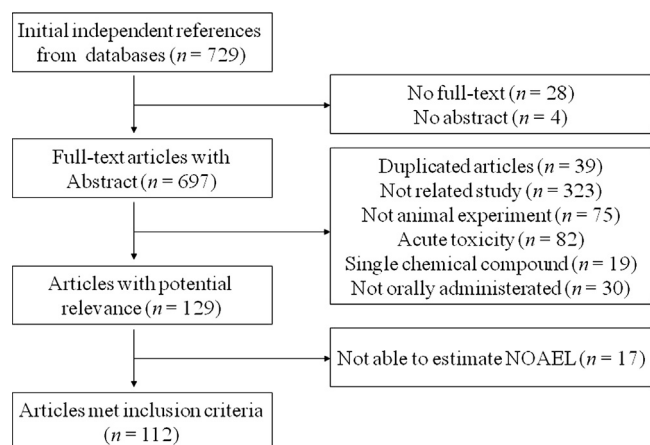 Initial independent references
from databases (n = 729)
No full-text (n = 28)
No abstract (n = 4)
Full-text articles with
Abstract (n = 697)
Duplicated articles (n = 39)
Not related study (n = 323)
Not animal experiment (n = 75)
Acute toxicity (n = 82)
Single chemical compound (n = 19)
Not orally administerated (n = 30)
Articles with potential
relevance (n = 129)
Not able to estimate NOAEL (n = 17)
Articles met inclusion criteria
(n = 112)